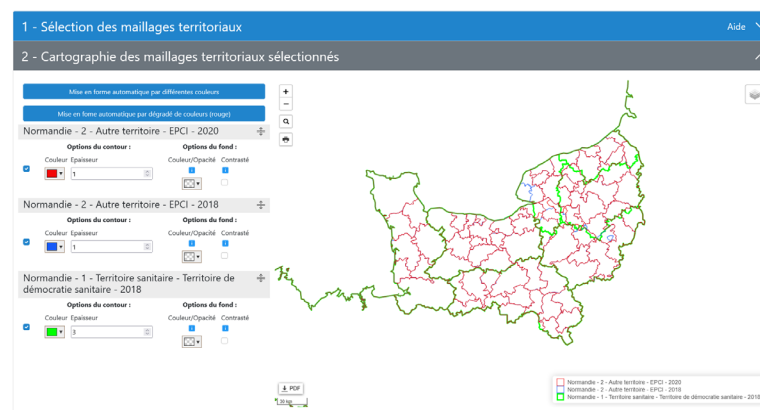 1 - Sélection des maillages territoriaux
Aide
2 - Cartographie des maillages territoriaux sélectionnés
Mise en forme automatique par différentes couleurs
Mise en fome automatique par dégradé de couleurs (rouge)
Normandie - 2 - Autre territoire - EPCI - 2020
Options du contour :
Options du fond :
Couleur Epaisseur
Couleur/Opacité Contrasté
1
Normandie - 2 - Autre territoire - EPCI - 2018
Options du contour :
Options du fond :
Couleur Epaisseur
Couleur/Opacité Contrasté
1
Normandie - 1 - Territoire sanitaire - Territoire de
démocratie sanitaire - 2018
Options du contour :
Options du fond :
Couleur Epaisseur
Couleur/Opacité Contrasté
3
PDF
Normandie - 2 - Autre territoire - EPCI - 2020
Normandie - 2 - Autre territoire - EPCI - 2018
Normandie - 1 - Territoire sanitaire - Territoire de démocratie sanitaire - 2018